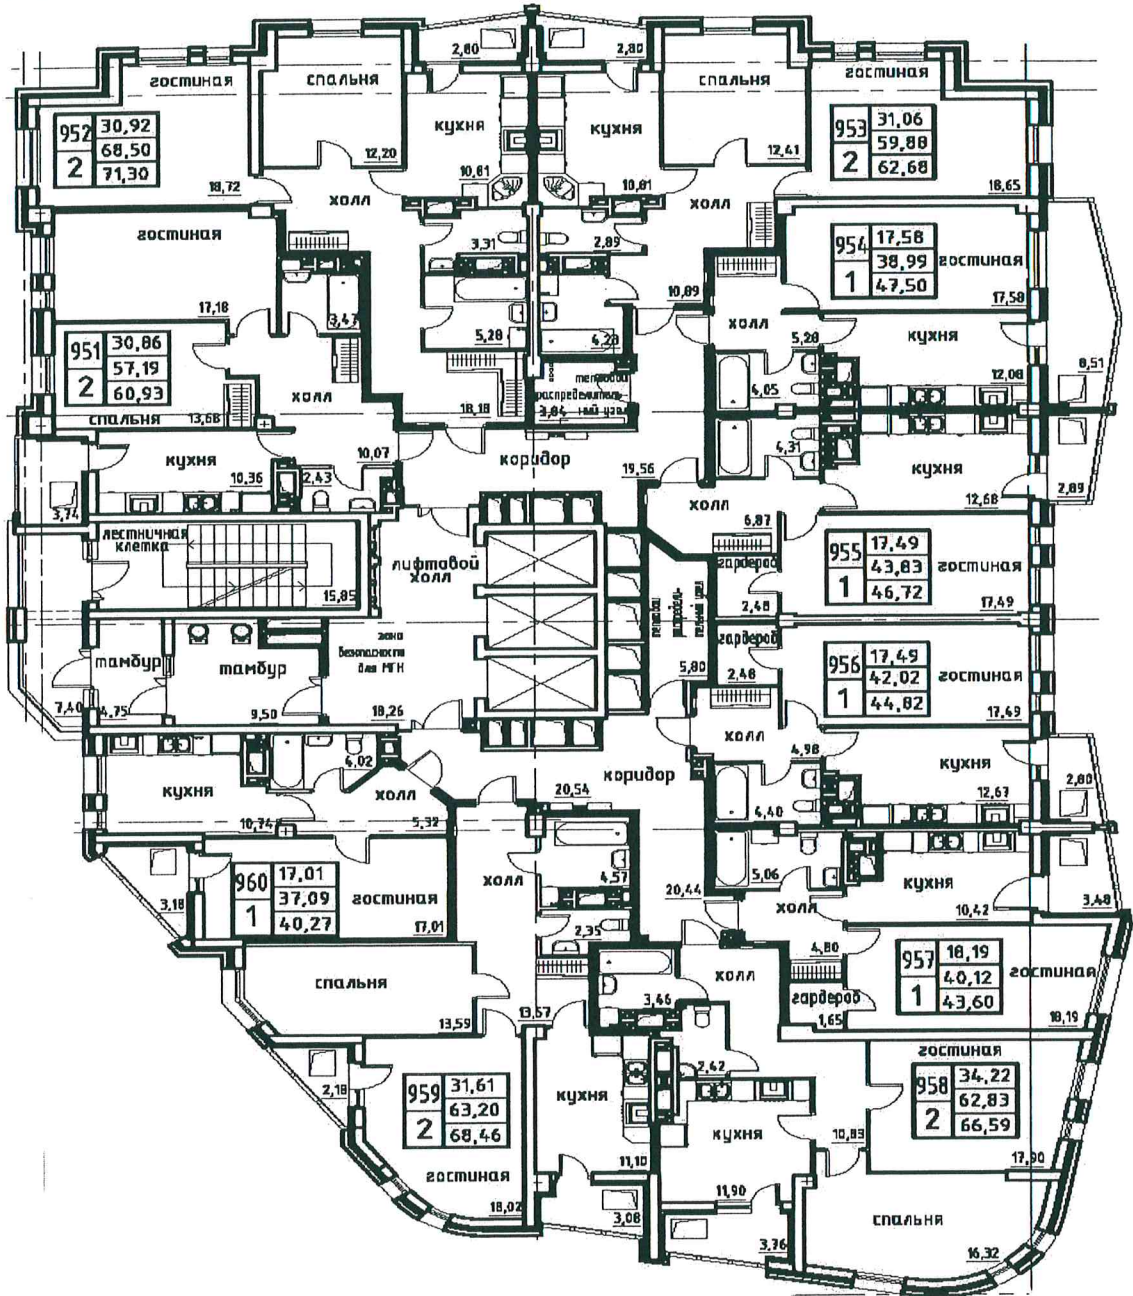 2,80
2,80
гостиная
спальня
спальня
гостиная
952
30,92
68,50
2
71,30
кухня
кухня
953
31,06
59,88
2
62,68
12,20
12,41
18,72
10,81
10,81
18,65
холл
холл
гостиная
3,31
2,89
954
17,58
38,99
1
47,50
гостиная
17,18
3,47
10,89
17,58
951
30,86
57,19
2
60,93
5,28
4,28
холл
5,28
кухня
8,51
холл
4,05
12,08
тепловой
распределитель-
ный узел
3,84
спальня
13,68
18,18
кухня
10,36
2,43
10,07
коридор
19,56
4,31
кухня
3,74
холл
12,68
2,89
лестничная
клетка
6,87
лифтовой
холл
гардероб
955
17,49
43,83
1
46,72
гостиная
15,85
2,48
17,49
тепловой
распредели-
тельный узел
зона
безопасности
для МГН
гардероб
тамбур
тамбур
5,80
2,48
956
17,49
42,02
1
44,82
гостиная
7,40
4,75
9,50
18,26
17,49
холл
4,98
4,02
коридор
кухня
кухня
холл
20,54
2,80
10,74
5,32
4,40
12,67
960
17,01
37,09
1
40,27
гостиная
холл
4,57
5,06
кухня
3,18
17,01
20,44
холл
10,42
3,48
2,35
4,80
957
18,19
40,12
1
43,60
гостиная
спальня
холл
гардероб
3,46
13,59
13,57
1,65
18,19
2,42
гостиная
2,18
959
31,61
63,20
2
68,46
кухня
958
34,22
62,83
2
66,59
кухня
10,83
гостиная
11,10
17,90
18,02
3,08
11,90
спальня
3,76
16,32